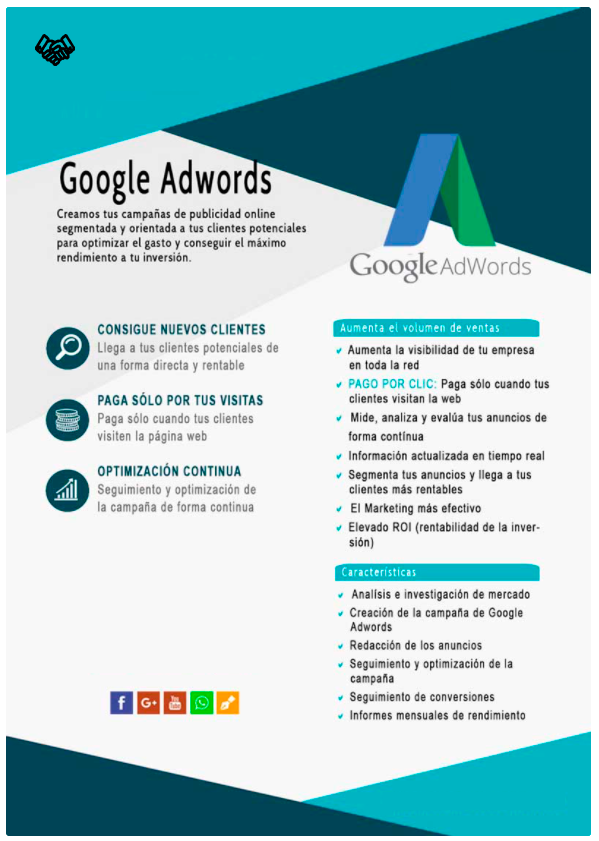 Google Adwords
Creamos tus campañas de publicidad online
segmentada y orientada a tus clientes potenciales
para optimizar el gasto y conseguir el máximo
rendimiento a tu inversión.
Google AdWords
CONSIGUE NUEVOS CLIENTES
Llega a tus clientes potenciales de
una forma directa y rentable
PAGA SÓLO POR TUS VISITAS
Paga sólo cuando tus clientes
visiten la página web
OPTIMIZACIÓN CONTINUA
Seguimiento y optimización de
la campaña de forma continua
Aumenta el volumen de ventas
Aumenta la visibilidad de tu empresa
en toda la red
PAGO POR CLIC: Paga sólo cuando tus
clientes visitan la web
Mide, analiza y evalúa tus anuncios de
forma contínua
Información actualizada en tiempo real
Segmenta tus anuncios y llega a tus
clientes más rentables
El Marketing más efectivo
Elevado ROI (rentabilidad de la inver-
sión)
Características
Analísis e investigación de mercado
Creación de la campaña de Google
Adwords
Redacción de los anuncios
Seguimiento y optimización de la
campaña
Seguimiento de conversiones
Informes mensuales de rendimiento
f G+ You Tube